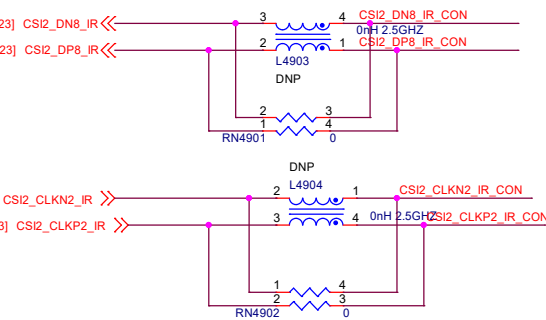 3 4 CSI2_DN8_IR_CON
23] CSI2_DN8_IR
0nH 2.5GHZ
CSI2_DP8_IR_CON
23] CSI2_DP8_IR 2 1
L4903
DNP
2 3
1 4
RN4901 0
DNP
L4904
CSI2_CLKN2_IR 2 1 CSI2_CLKN2_IR_CON
3] CSI2_CLKP2_IR 3 4 0nH 2.5GHZ CSI2_CLKP2_IR_CON
1 4
2 3
RN4902 0